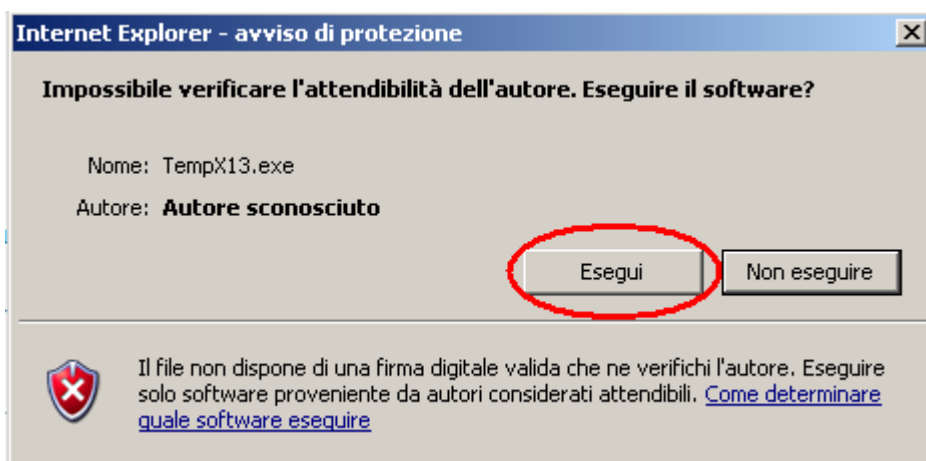 Internet Explorer - avviso di protezione
Impossibile verificare l'attendibilità dell'autore. Eseguire il software?
Nome: TempX13.exe
Autore: Autore sconosciuto
Esegui Non eseguire
Il file non dispone di una firma digitale valida che ne verifichi l'autore. Eseguire
solo software proveniente da autori considerati attendibili. Come determinare
quale software eseguire